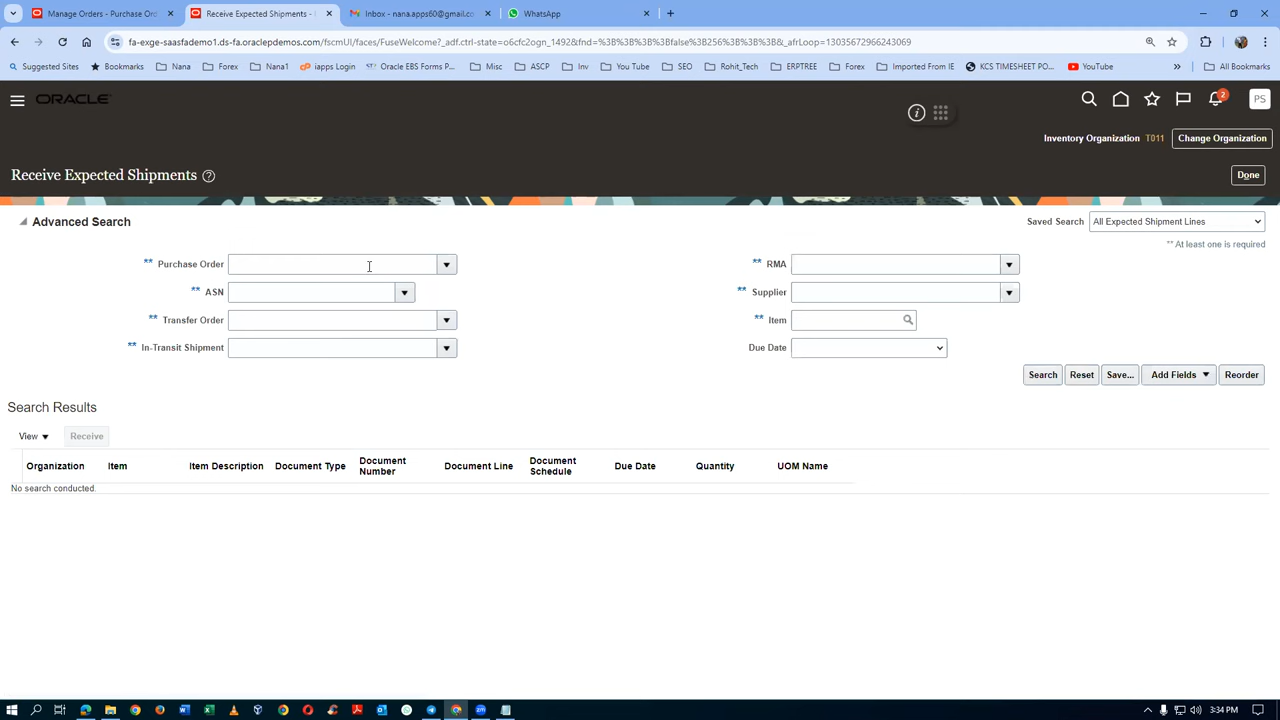 Manage Orders - Purchase Ord
Receive Expected Shipments -
Inbox - nana.apps60@gmail.co
WhatsApp
fa-exge-saasfademo1.ds-fa.oraclepdemos.com/fscmUI/faces/FuseWelcome?_adf.ctrl-state=o6cfc2ogn_1492&fnd=%3B%3B%3B%3Bfalse%3B256%3B%3B%3B&_afrLoop=13035672966243069
Suggested Sites
Bookmarks
Nana
Forex
Nana1
iapps Login
Oracle EBS Forms P...
Misc
ASCP
Inv
You Tube
SEO
Rohit_Tech
ERPTREE
Forex
Imported From IE
KCS TIMESHEET PO...
YouTube
All Bookmarks
ORACLE
2
PS
Inventory Organization T011 Change Organization
Receive Expected Shipments
Done
Advanced Search
Saved Search All Expected Shipment Lines
** At least one is required
** Purchase Order
** RMA
** ASN
** Supplier
** Transfer Order
** Item
** In-Transit Shipment
Due Date
Search Reset Save... Add Fields Reorder
Search Results
View Receive
Organization Item Item Description Document Type Document Number Document Line Document Schedule Due Date Quantity UOM Name
No search conducted.
3:34 PM